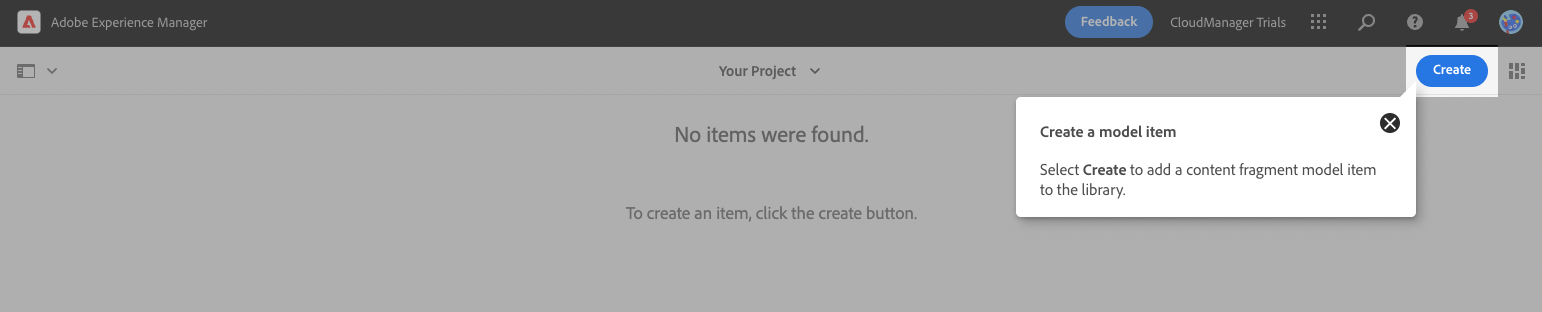 Adobe Experience Manager
Feedback
CloudManager Trials
3
Your Project
Create
No items were found.
To create an item, click the create button.
Create a model item
Select Create to add a content fragment model item
to the library.